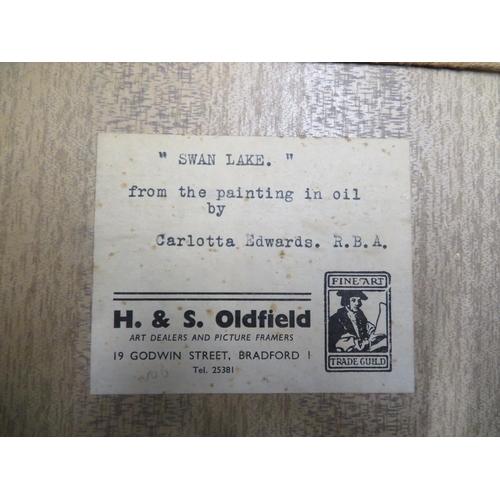 " SWAN LAKE. "
from the painting in oil
by
Carlotta Edwards. R.B.A.
H. & S. Oldfield
ART DEALERS AND PICTURE FRAMERS
19 GODWIN STREET, BRADFORD 1
Tel. 25381
FINE ART
TRADE GUILD